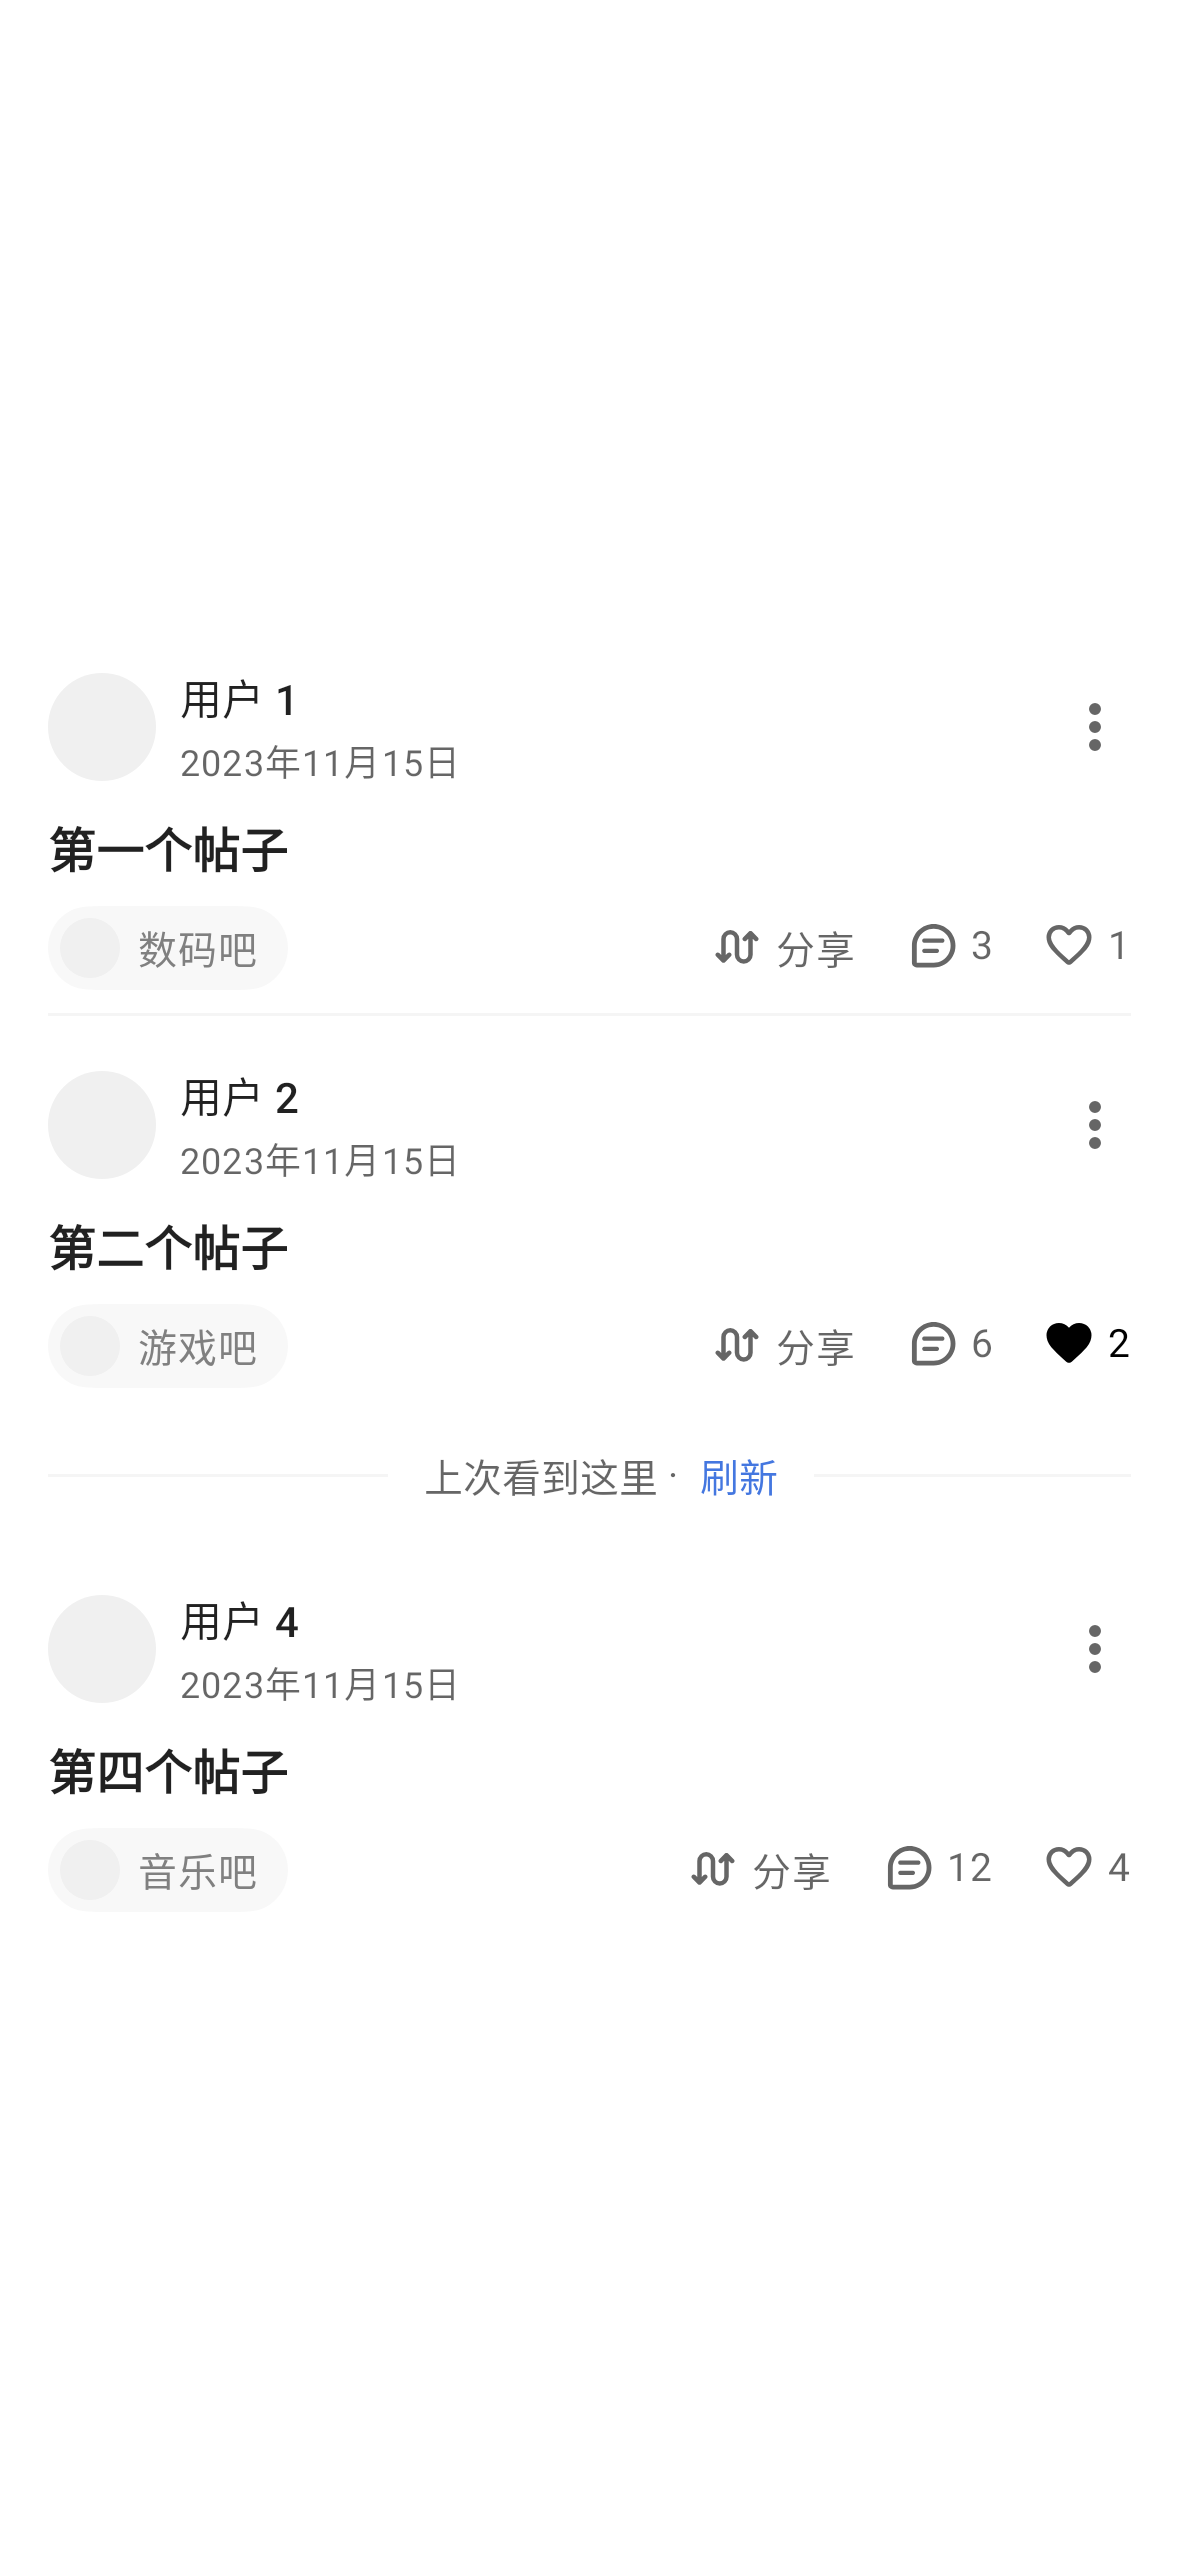 用户 1
2023年11月15日
第一个帖子
数码吧 分享 3 1
用户 2
2023年11月15日
第二个帖子
游戏吧 分享 6 2
上次看到这里 · 刷新
用户 4
2023年11月15日
第四个帖子
音乐吧 分享 12 4